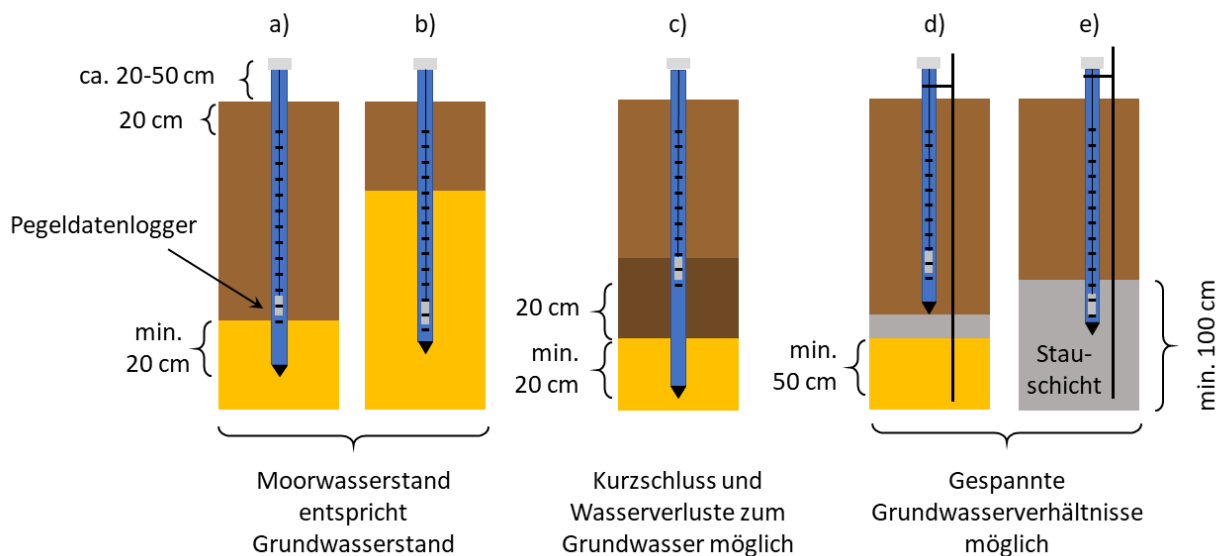 a)
b)
c)
d)
e)
ca. 20-50 cm
20 cm
Pegeldatenlogger
min.
20 cm
20 cm
min.
20 cm
min.
50 cm
Stau-
schicht
min. 100 cm
Moorwasserstand
entspricht
Grundwasserstand
Kurzschluss und
Wasserverluste zum
Grundwasser möglich
Gespannte
Grundwasserverhältnisse
möglich